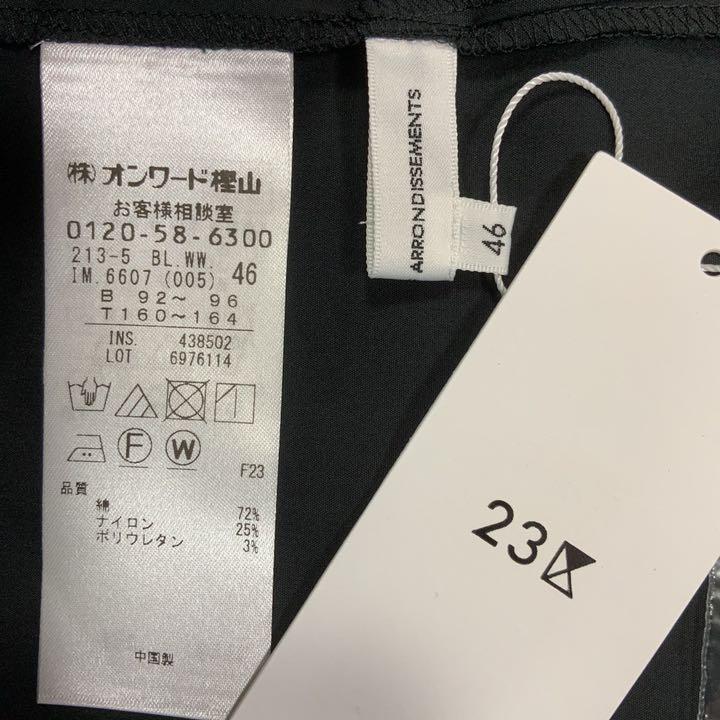 (株)オンワード樫山
お客様相談室
0120-58-6300
213-5 BL.WW.
IM.6607 (005) 46
B 92～ 96
T160～164
INS. 438502
LOT 6976114
F W
F23
品質
綿 72%
ナイロン 25%
ポリウレタン 3%
中国製
ARRONDISSEMENTS
46
23